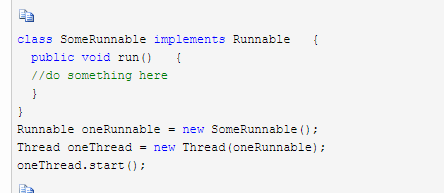 class SomeRunnable implements Runnable   {
  public void run()   {
  //do something here
  }
}
Runnable oneRunnable = new SomeRunnable();
Thread oneThread = new Thread(oneRunnable);
oneThread.start();